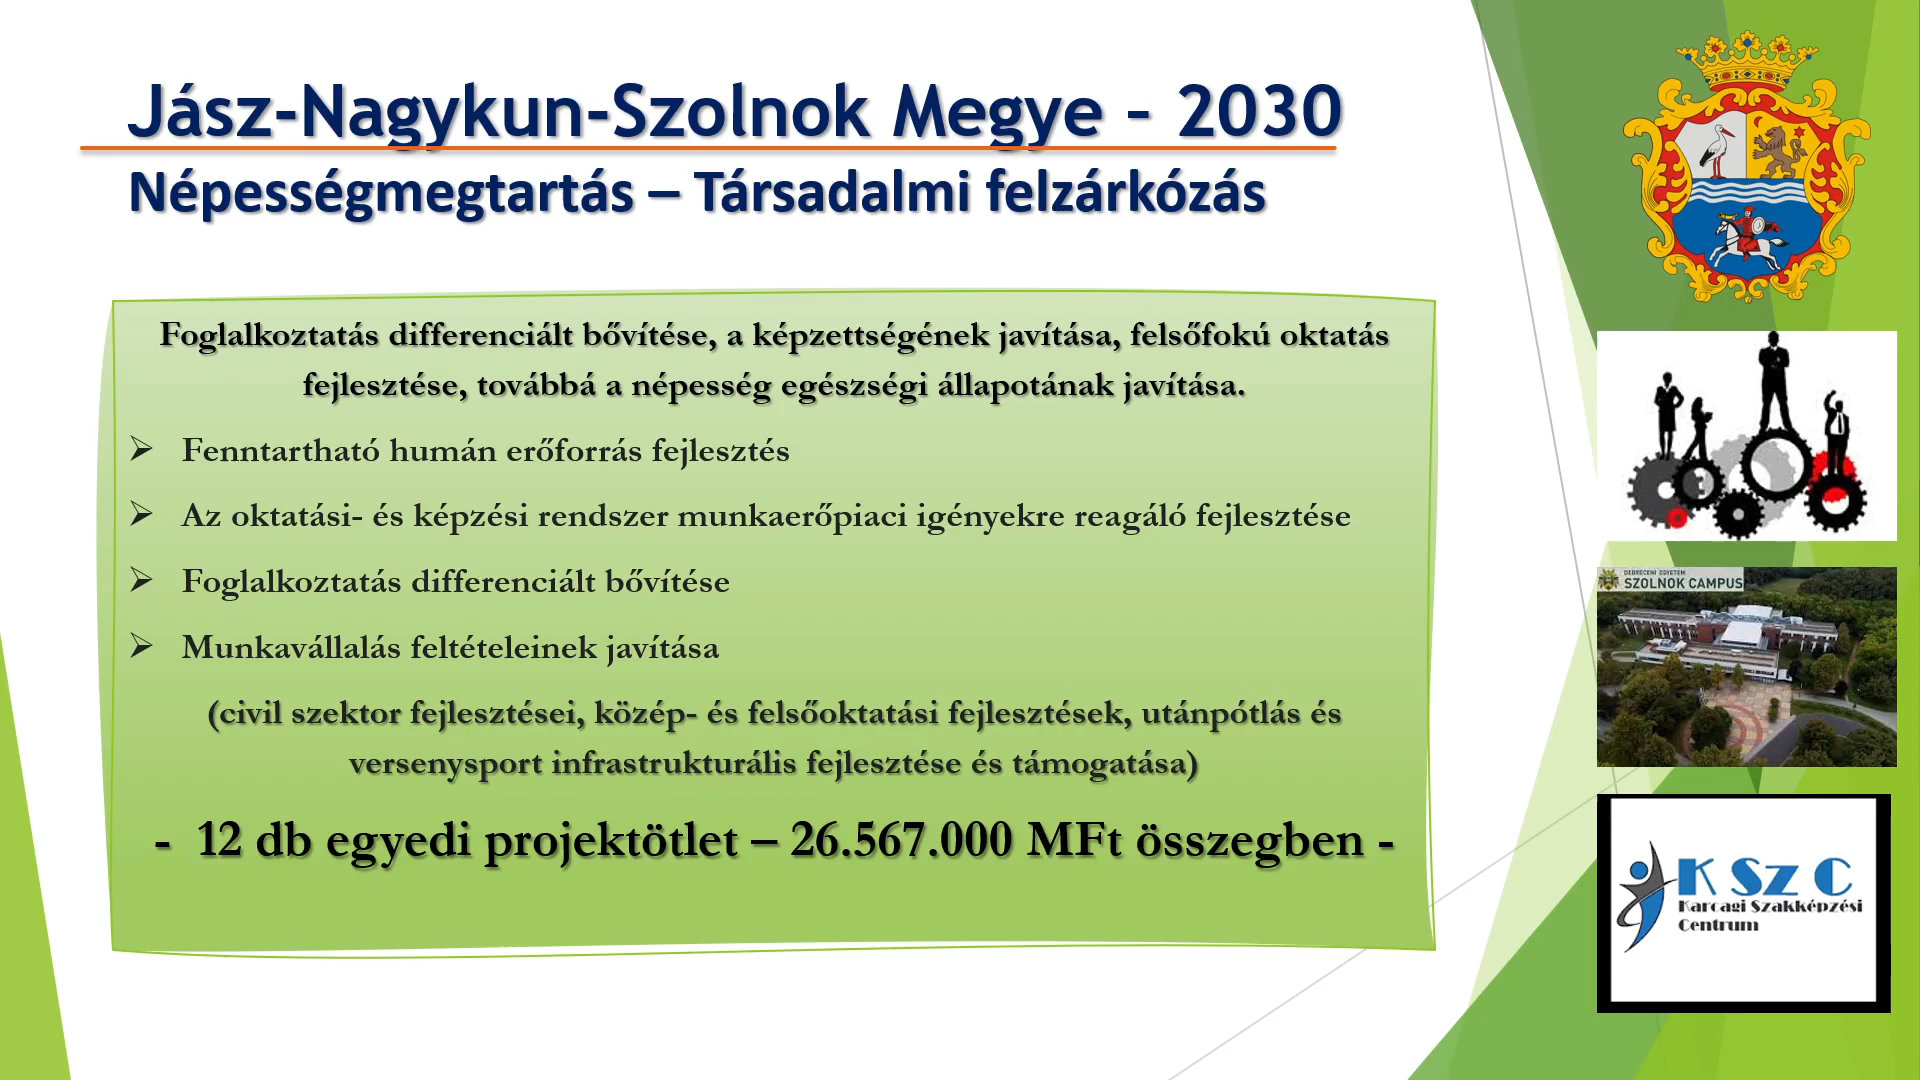 Jász-Nagykun-Szolnok Megye – 2030
Népességmegtartás – Társadalmi felzárkózás
Foglalkoztatás differenciált bővítése, a képzettségének javítása, felsőfokú oktatás
fejlesztése, továbbá a népesség egészségi állapotának javítása.
Fenntartható humán erőforrás fejlesztés
Az oktatási- és képzési rendszer munkaerőpiaci igényekre reagáló fejlesztése
Foglalkoztatás differenciált bővítése
Munkavállalás feltételeinek javítása
(civil szektor fejlesztései, közép- és felsőoktatási fejlesztések, utánpótlás és
versenysport infrastrukturális fejlesztése és támogatása)
- 12 db egyedi projektötlet – 26.567.000 MFt összegben -
DEBRECENI EGYETEM
SZOLNOK CAMPUS
K Sz C
Karcagi Szakképzési
Centrum